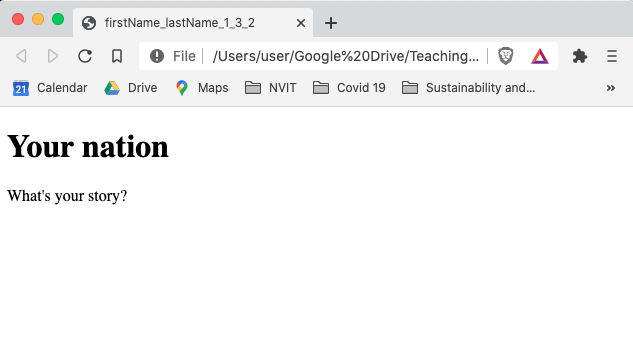 firstName_lastName_1_3_2
File /Users/user/Google%20Drive/Teaching...
21 Calendar Drive Maps NVIT Covid 19 Sustainability and... »
Your nation
What's your story?